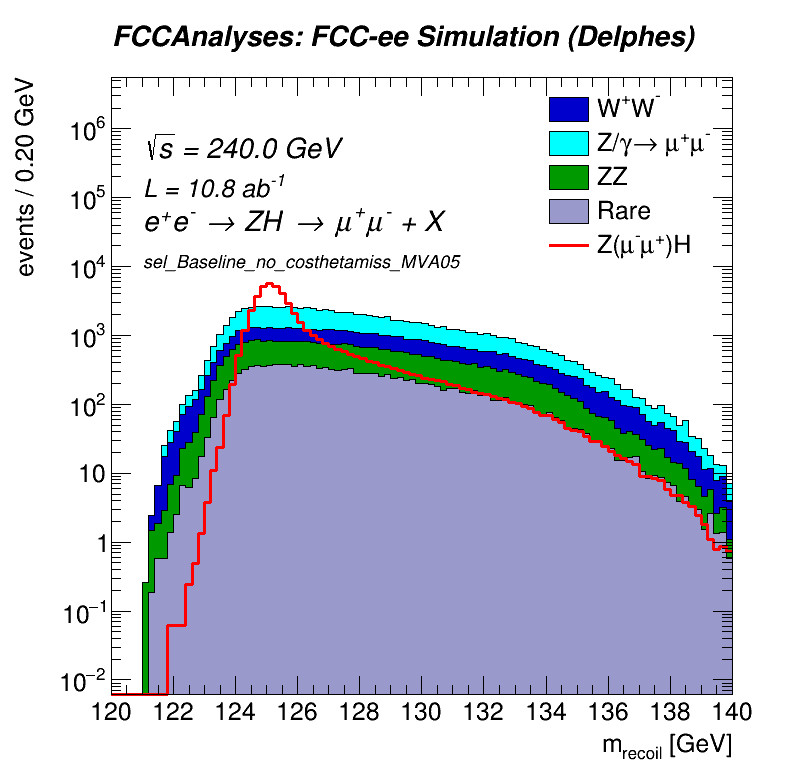 FCCAnalyses: FCC-ee Simulation (Delphes)
events / 0.20 GeV
√s = 240.0 GeV
L = 10.8 ab⁻¹
e⁺e⁻ → ZH → μ⁺μ⁻ + X
sel_Baseline_no_costhetamiss_MVA05
W⁺W⁻
Z/γ→ μ⁺μ⁻
ZZ
Rare
Z(μ⁻μ⁺)H
10⁶
10⁵
10⁴
10³
10²
10
1
10⁻¹
10⁻²
120 122 124 126 128 130 132 134 136 138 140
m_recoil [GeV]